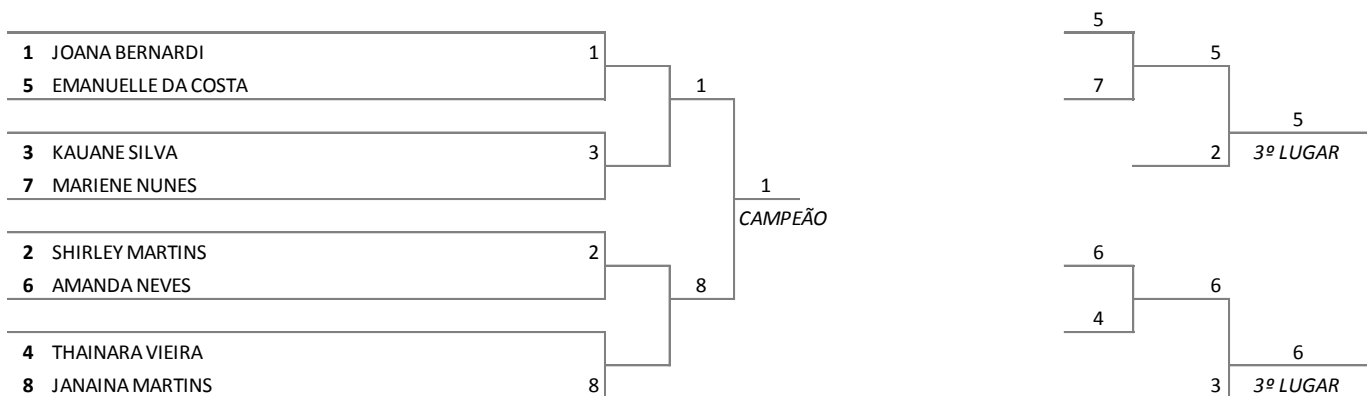 5
1 JOANA BERNARDI 1 5
5 EMANUELLE DA COSTA 1 7
5
3 KAUANE SILVA 3 2 3º LUGAR
7 MARIENE NUNES 1
CAMPEÃO
2 SHIRLEY MARTINS 2 6
6 AMANDA NEVES 8 6
4
4 THAINARA VIEIRA 6
8 JANAINA MARTINS 8 3 3º LUGAR